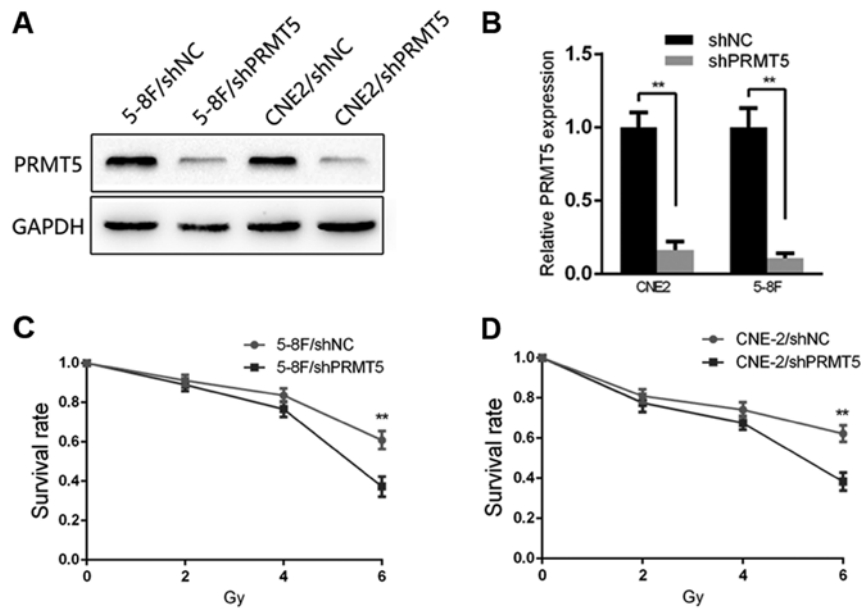 A
5-8F/shNC
5-8F/shPRMT5
CNE2/shNC
CNE2/shPRMT5
PRMT5
GAPDH
B
shNC
shPRMT5
Relative PRMT5 expression
1.5
1.0
0.5
0.0
**
**
CNE2
5-8F
C
5-8F/shNC
5-8F/shPRMT5
Survival rate
1.0
0.8
0.6
0.4
0.2
0.0
**
0
2
4
6
Gy
D
CNE-2/shNC
CNE-2/shPRMT5
Survival rate
1.0
0.8
0.6
0.4
0.2
0.0
**
0
2
4
6
Gy